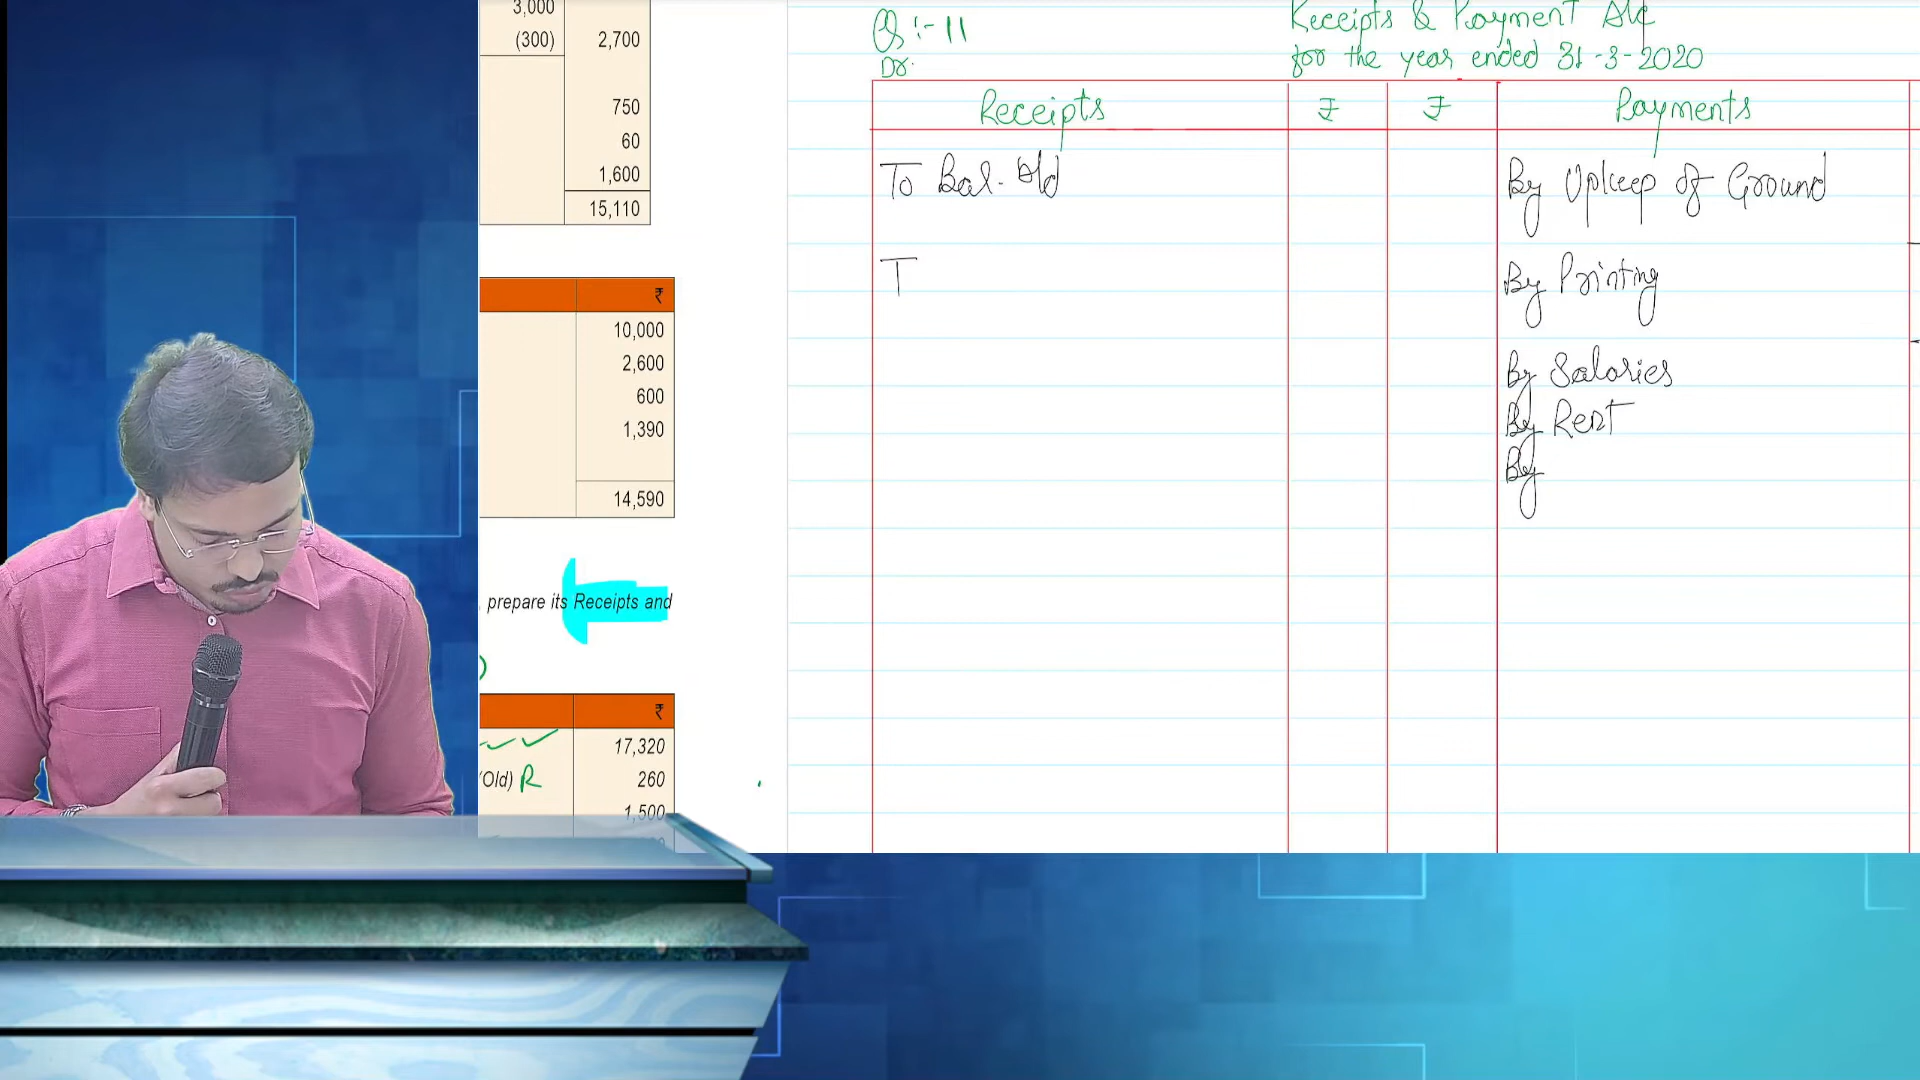 3,000
(300) 2,700
750
60
1,600
15,110
₹
10,000
2,600
600
1,390
14,590
prepare its Receipts and
₹
17,320
'Old) R 260
1,500
Q :- 11
Receipts & Payment A/c
for the year ended 31-3-2020
Dr.
Receipts ₹ ₹ Payments
To Bal. b/d By Upkeep of Ground
T By Printing
By Salaries
By Rent
By